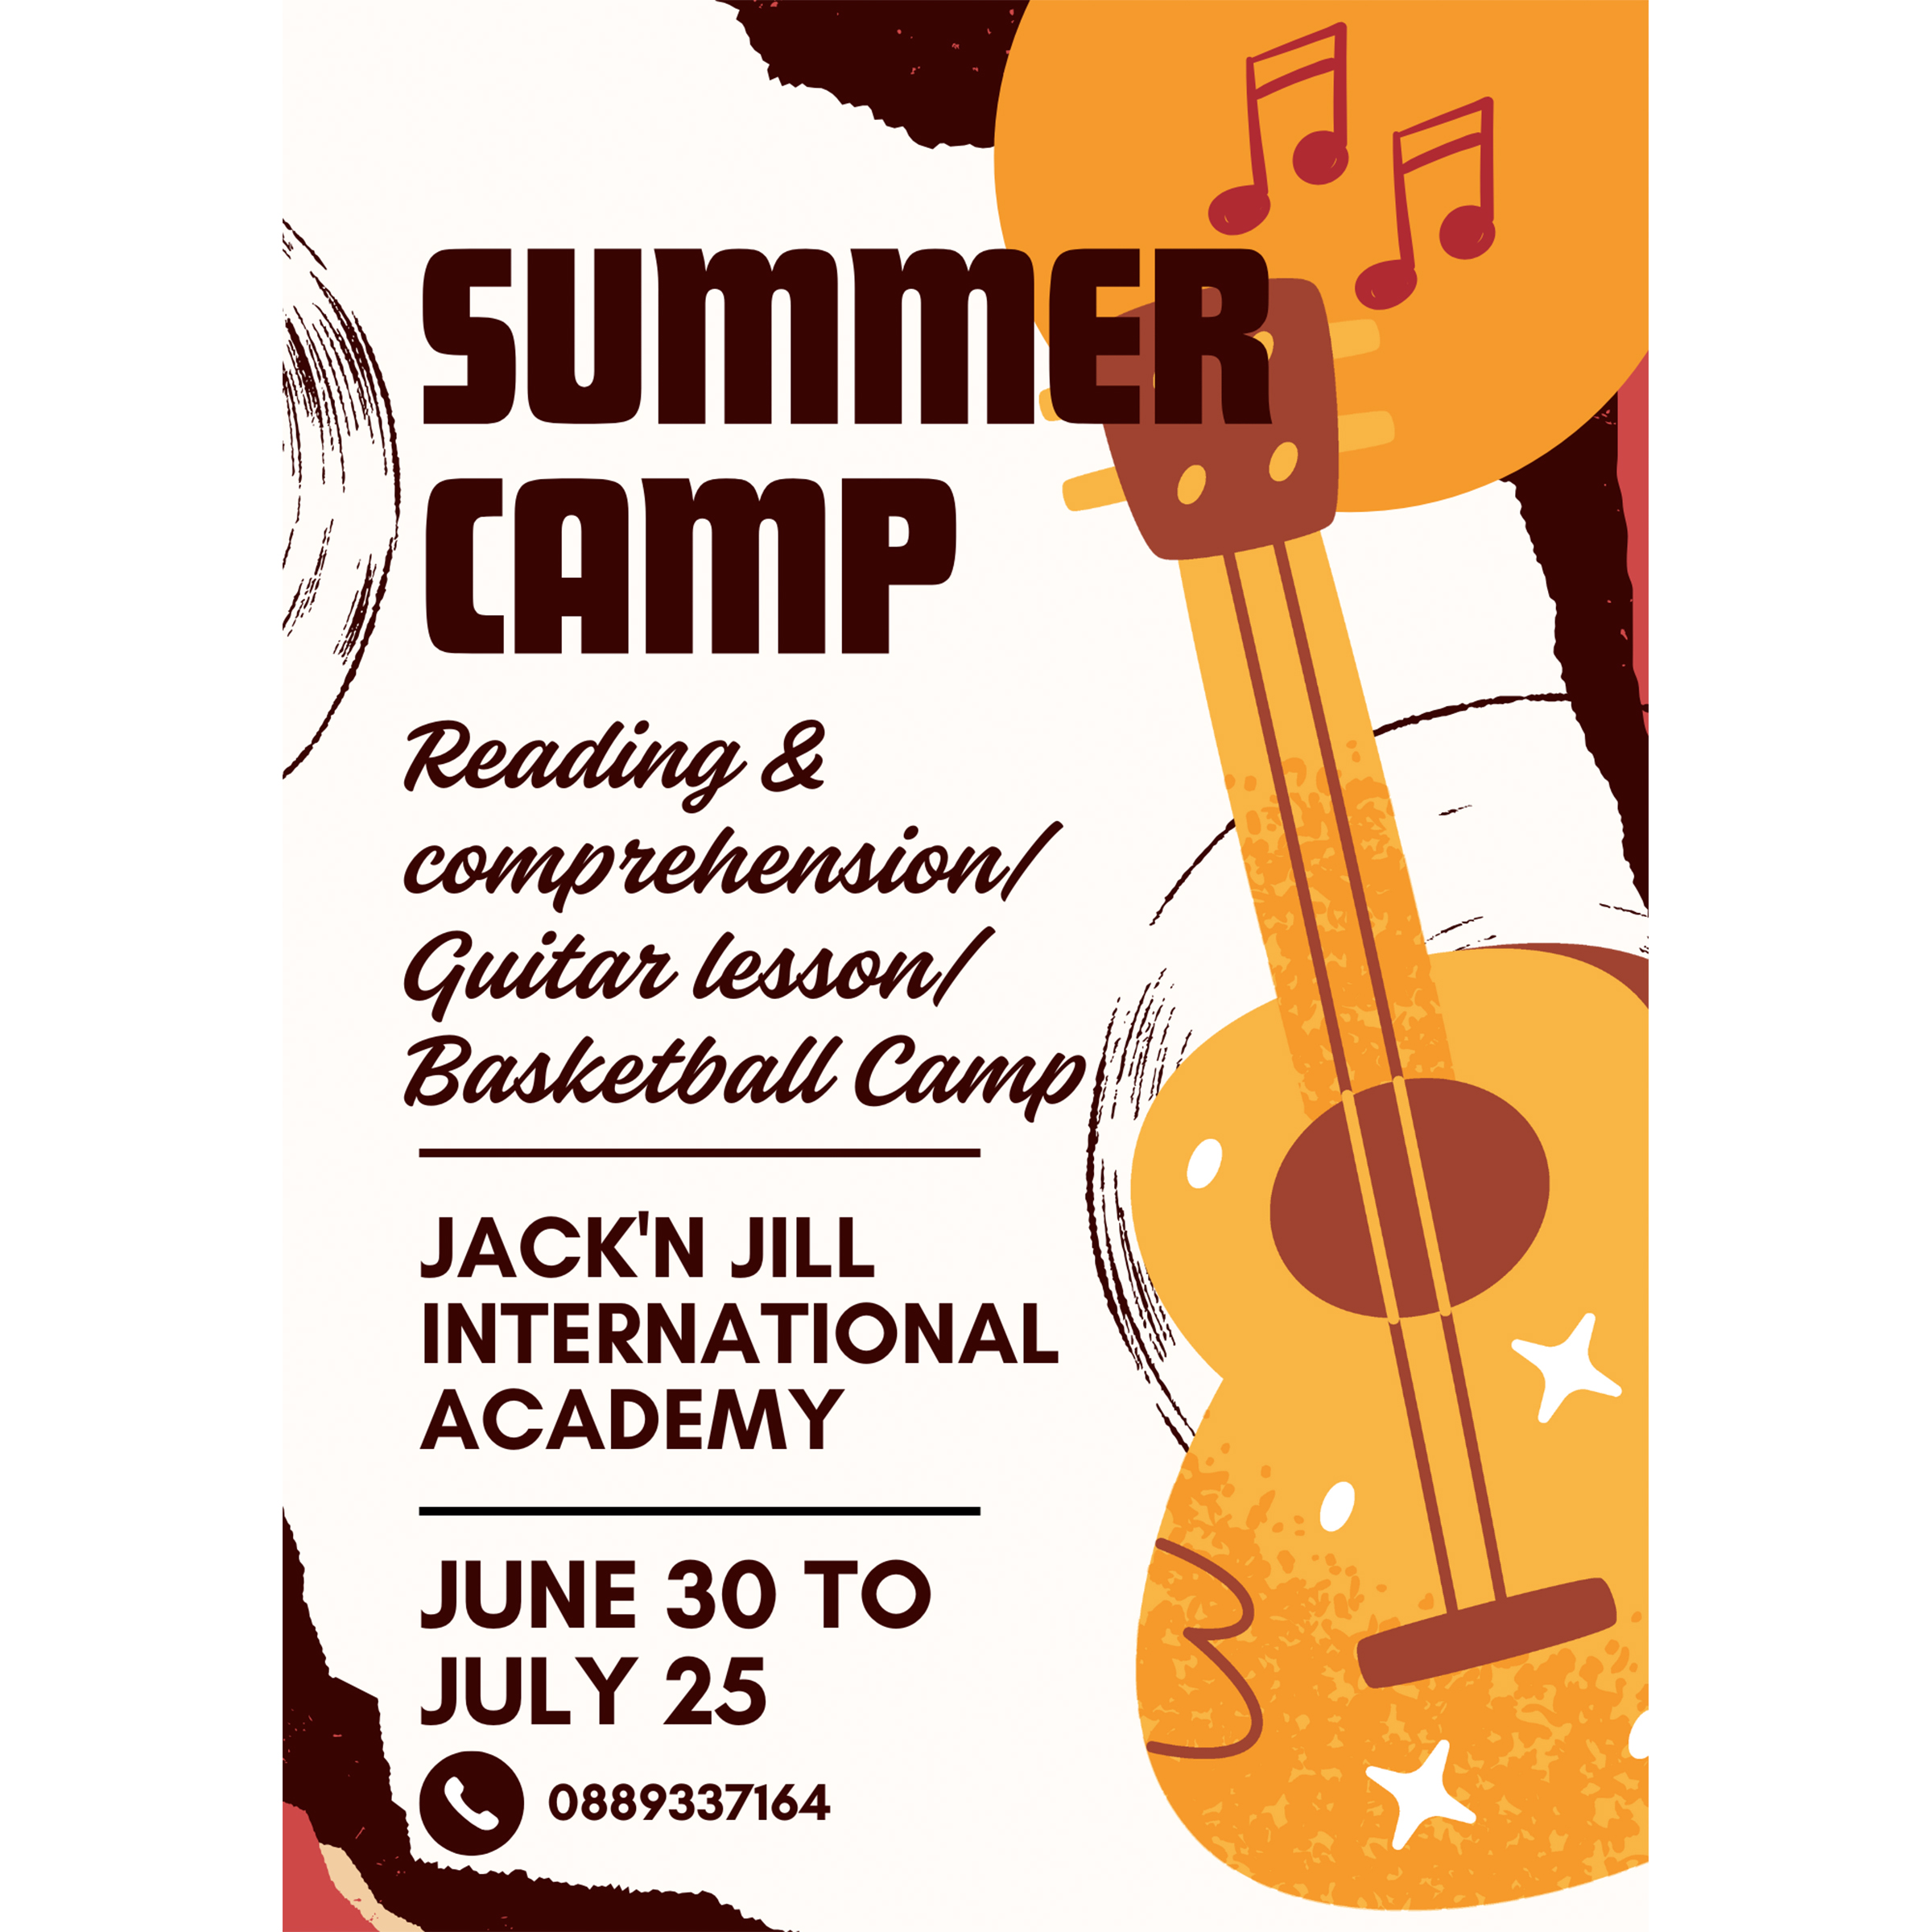 SUMMER
CAMP
Reading &
comprehension/
Guitar lesson/
Basketball Camp
JACK'N JILL
INTERNATIONAL
ACADEMY
JUNE 30 TO
JULY 25
0889337164